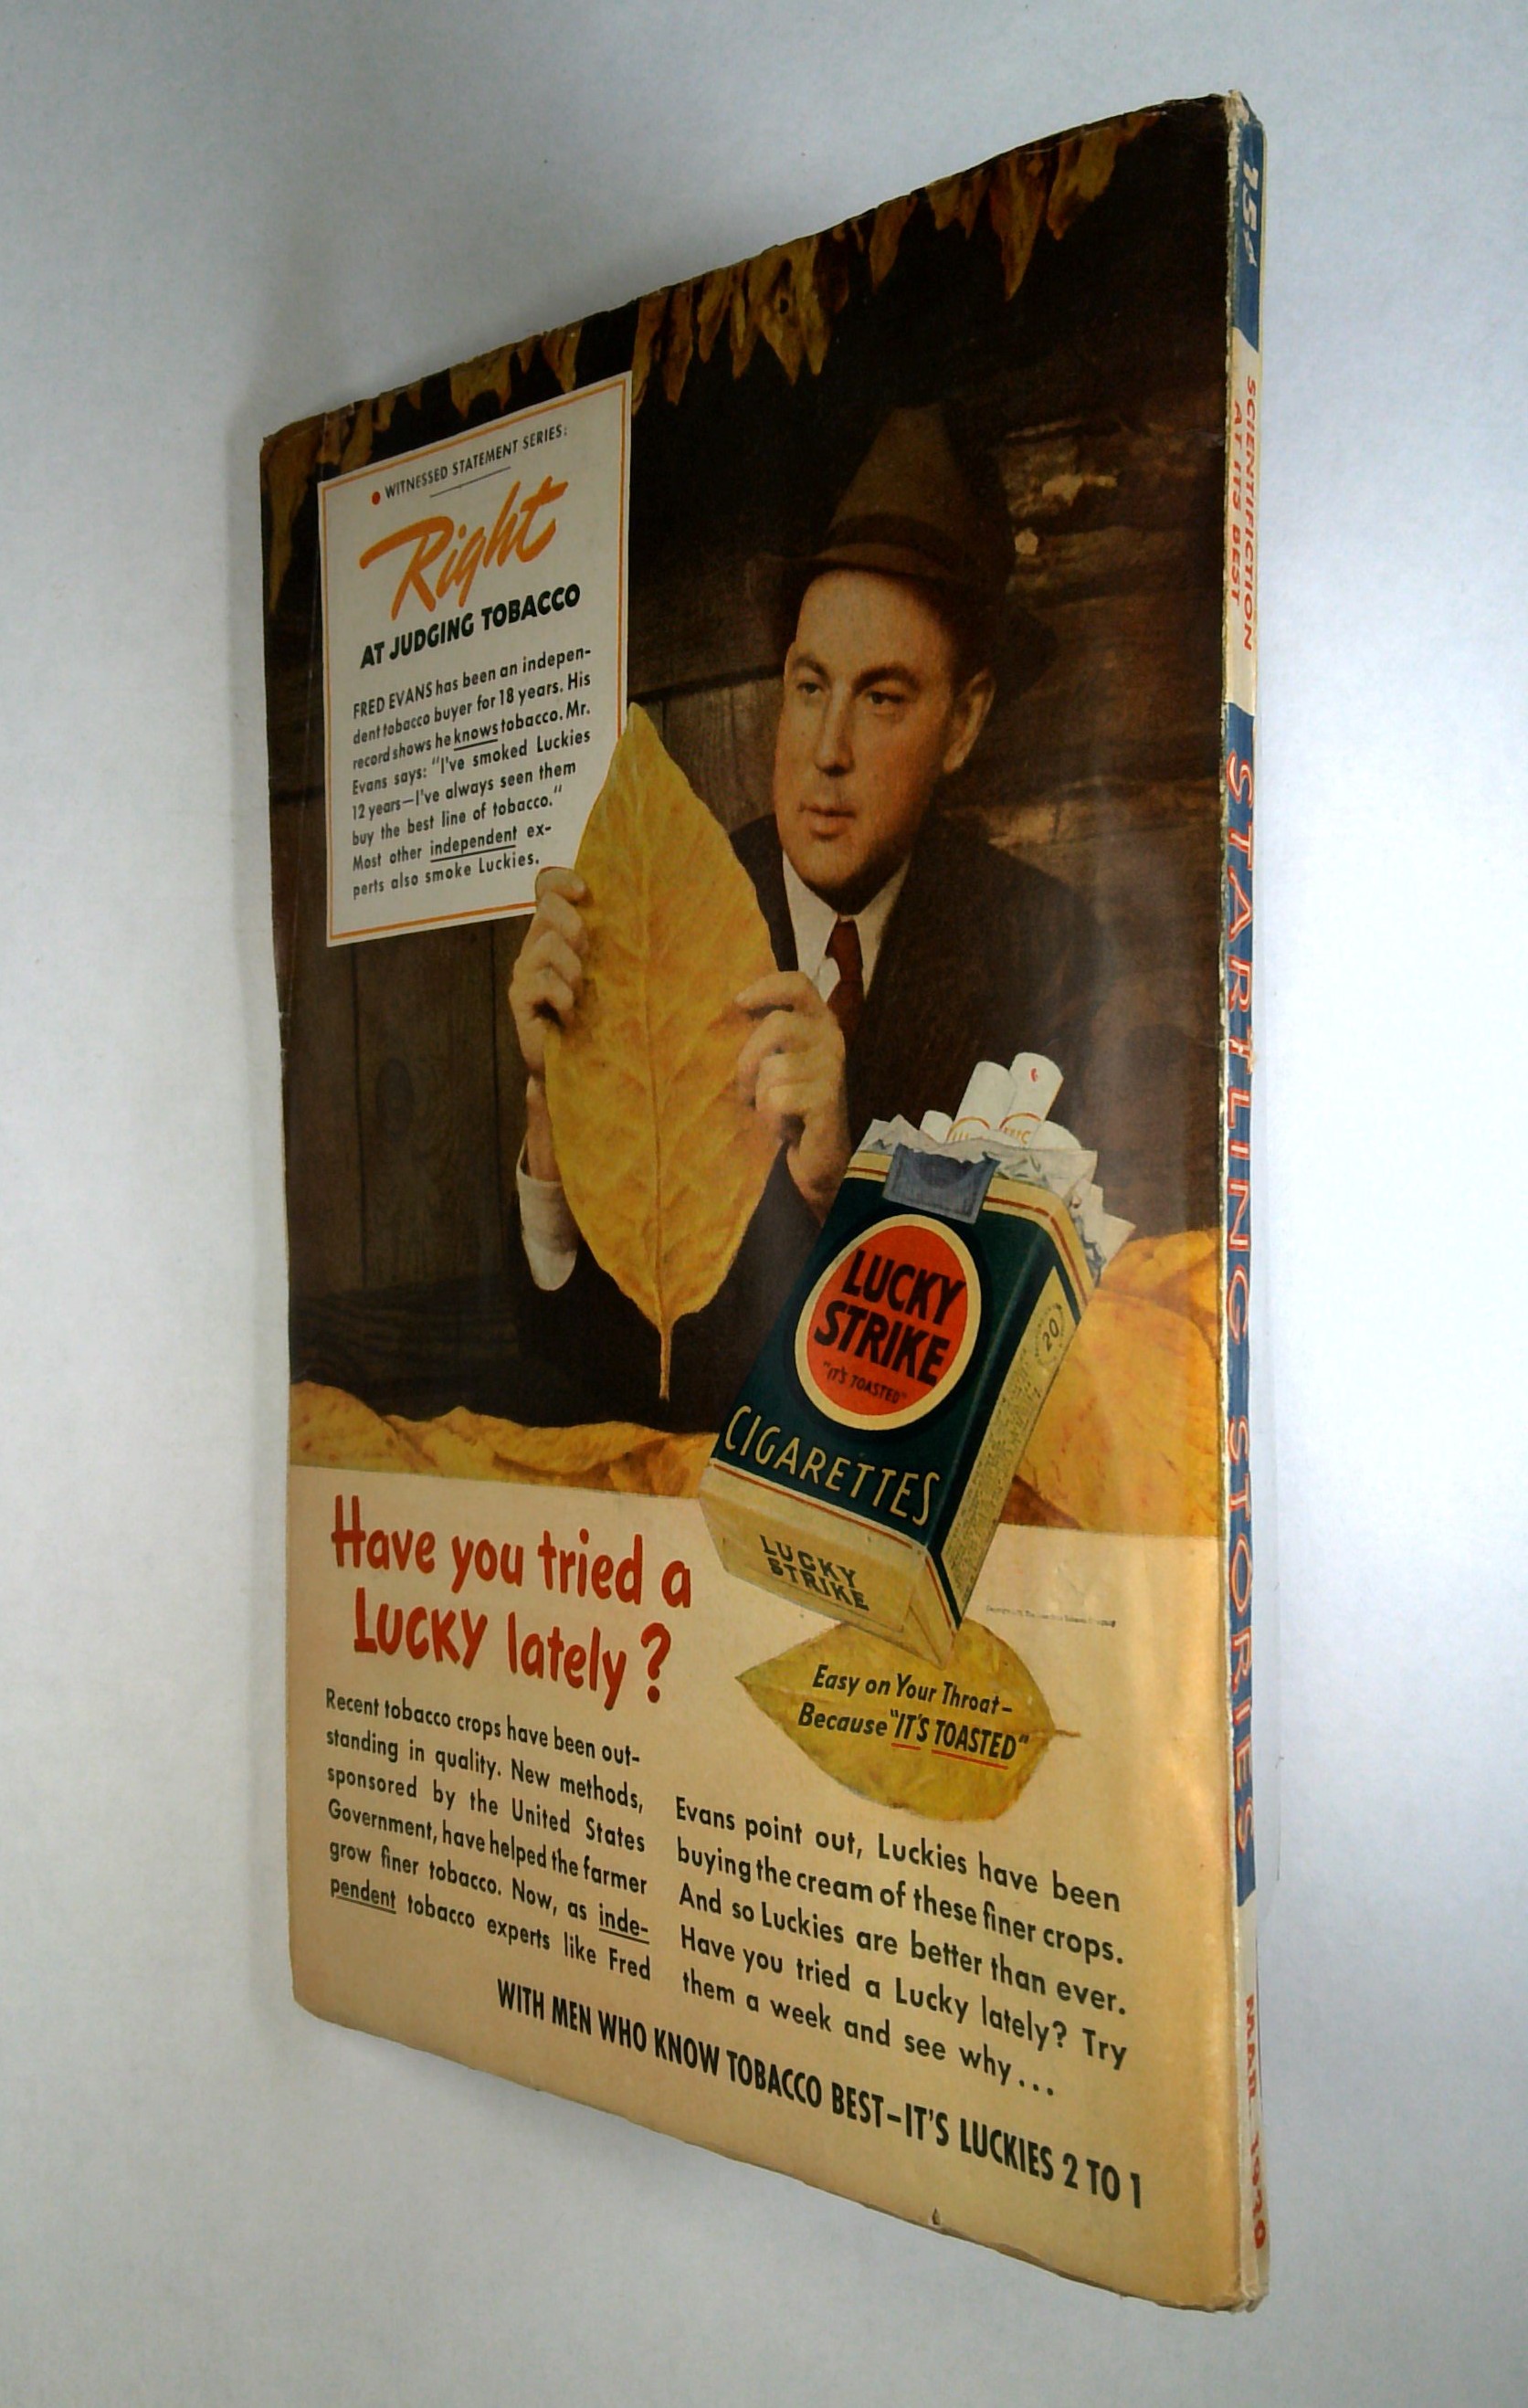 • WITNESSED STATEMENT SERIES:
Right
AT JUDGING TOBACCO
FRED EVANS has been an indepen-
dent tobacco buyer for 18 years. His
record shows he knows tobacco. Mr.
Evans says: "I've smoked Luckies
12 years—I've always seen them
buy the best line of tobacco."
Most other independent ex-
perts also smoke Luckies.
LUCKY
STRIKE
"IT'S TOASTED"
CIGARETTES
LUCKY
STRIKE
20
Have you tried a
LUCKY lately?
Easy on Your Throat—
Because "IT'S TOASTED"
Recent tobacco crops have been out-
standing in quality. New methods,
sponsored by the United States
Government, have helped the farmer
grow finer tobacco. Now, as inde-
pendent tobacco experts like Fred
Evans point out, Luckies have been
buying the cream of these finer crops.
And so Luckies are better than ever.
Have you tried a Lucky lately? Try
them a week and see why...
WITH MEN WHO KNOW TOBACCO BEST—IT'S LUCKIES 2 TO 1
15¢
SCIENTIFICTION
AT ITS BEST
STARTLING STORIES
MAR. 1939